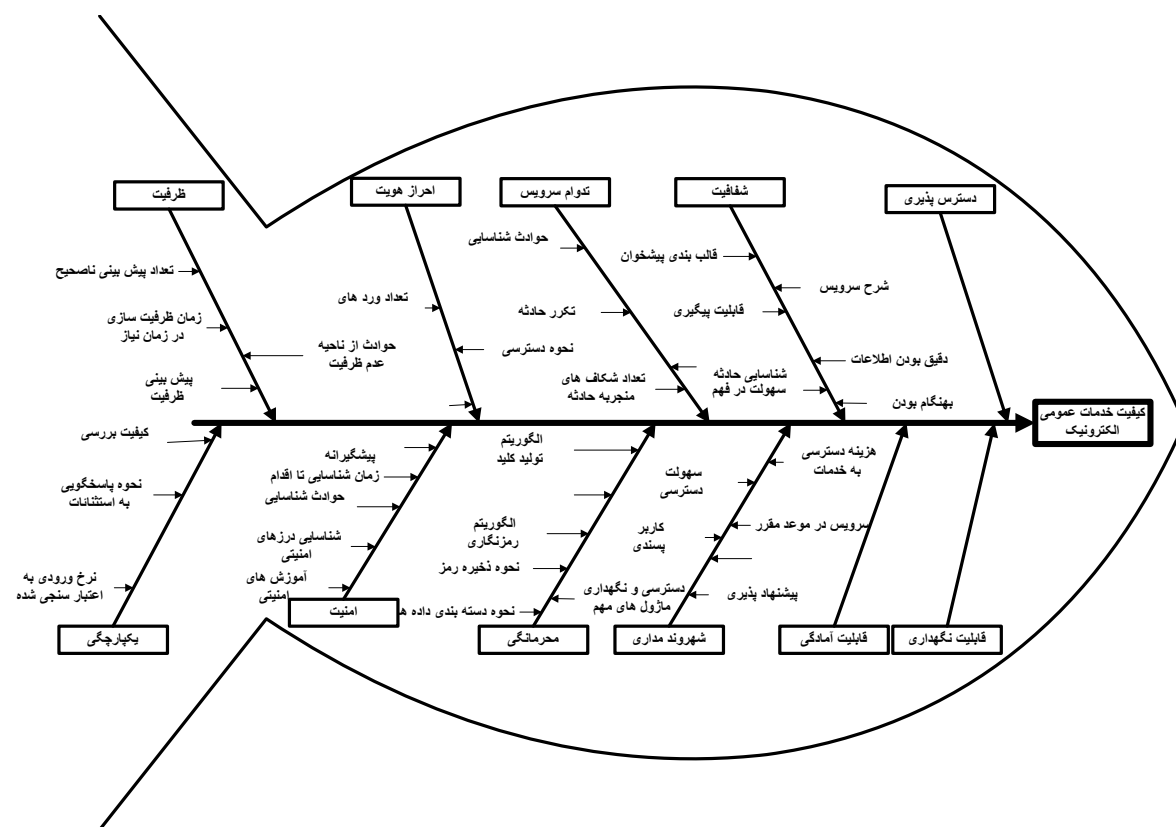 ظرفیت
احراز هویت
تدوام سرویس
شفافیت
دسترس پذیری
حوادث شناسایی
قالب بندی پیشخوان
تعداد پیش بینی ناصحیح
شرح سرویس
تعداد ورد های
تکرر حادثه
قابلیت پیگیری
زمان ظرفیت سازی
در زمان نیاز
حوادث از ناحیه
عدم ظرفیت
نحوه دسترسی
دقیق بودن اطلاعات
شناسایی حادثه
سهولت در فهم
پیش بینی
ظرفیت
تعداد شکاف های
منجربه حادثه
بهنگام بودن
کیفیت خدمات عمومی
الکترونیک
کیفیت بررسی
پیشگیرانه
الگوریتم
تولید کلید
هزینه دسترسی
به خدمات
زمان شناسایی تا اقدام
سهولت
دسترسی
نحوه پاسخگویی
به استثنائات
حوادث شناسایی
سرویس در موعد مقرر
الگوریتم
رمزنگاری
کاربر
پسندی
شناسایی درزهای
امنیتی
نحوه ذخیره رمز
نرخ ورودی به
اعتبار سنجی شده
آموزش های
امنیتی
دسترسی و نگهداری
ماژول های مهم
پیشنهاد پذیری
نحوه دسته بندی داده ه
یکپارچگی
امنیت
محرمانگی
شهروند مداری
قابلیت آمادگی
قابلیت نگهداری